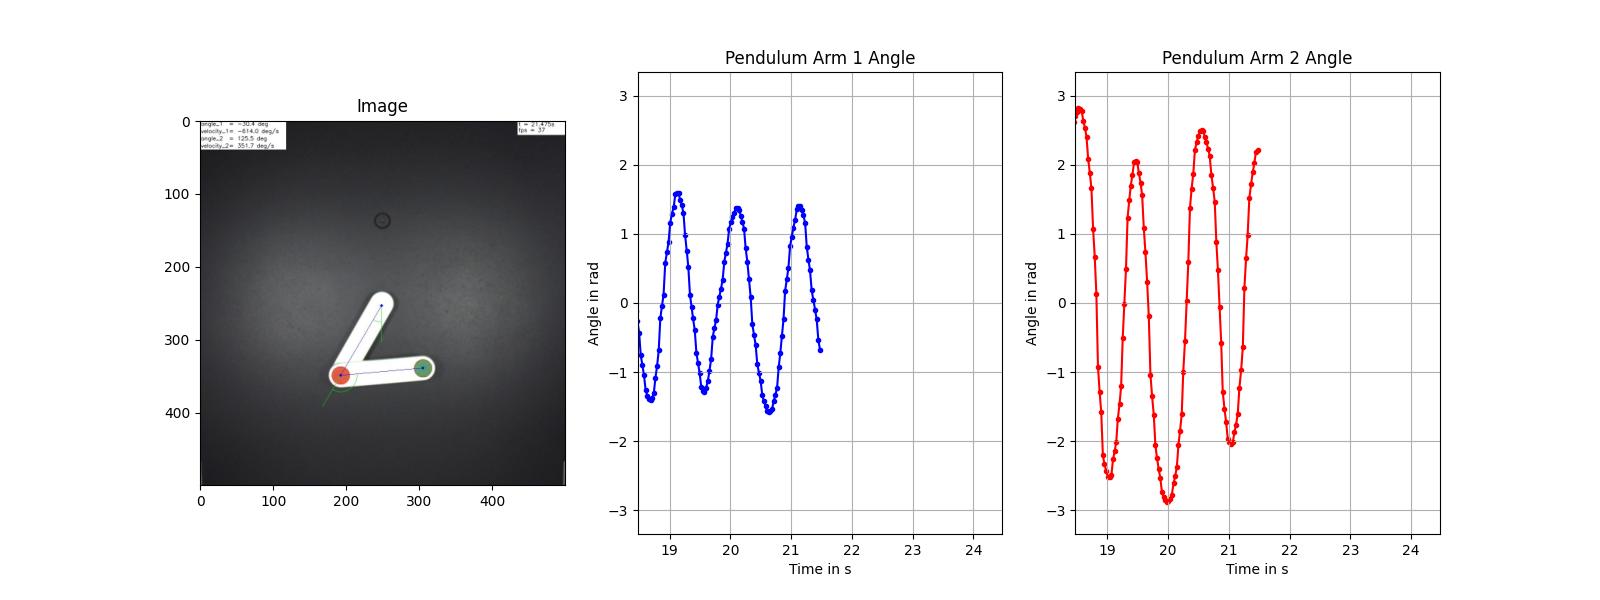 Image
angle_1 = -30.4 deg
velocity_1= -614.0 deg/s
angle_2 = 125.5 deg
velocity_2= 351.7 deg/s
t = 21.475s
fps = 37
0
100
200
300
400
0 100 200 300 400
Pendulum Arm 1 Angle
Angle in rad
3
2
1
0
−1
−2
−3
19 20 21 22 23 24
Time in s
Pendulum Arm 2 Angle
Angle in rad
3
2
1
0
−1
−2
−3
19 20 21 22 23 24
Time in s